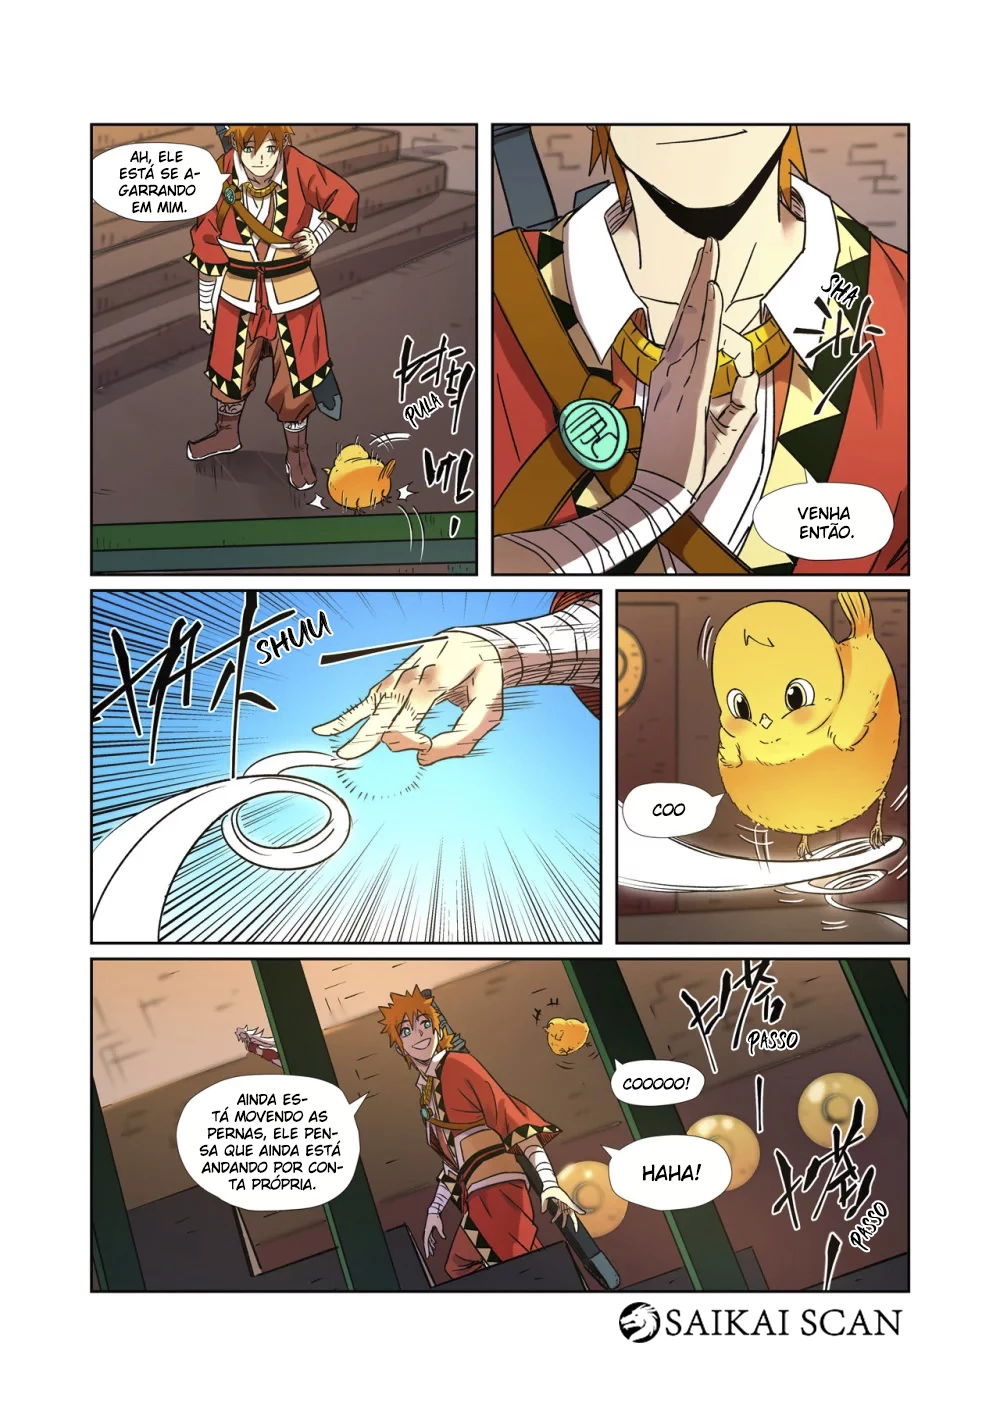 AH, ELE
ESTÁ SE A-
GARRANDO
EM MIM.
PULA
SHA
VENHA
ENTÃO.
SHUU
COO
AINDA ES-
TÁ MOVENDO AS
PERNAS, ELE PEN-
SA QUE AINDA ESTÁ
ANDANDO POR CON-
TA PRÓPRIA.
COOOOO!
HAHA!
PASSO
PASSO
SAIKAI SCAN